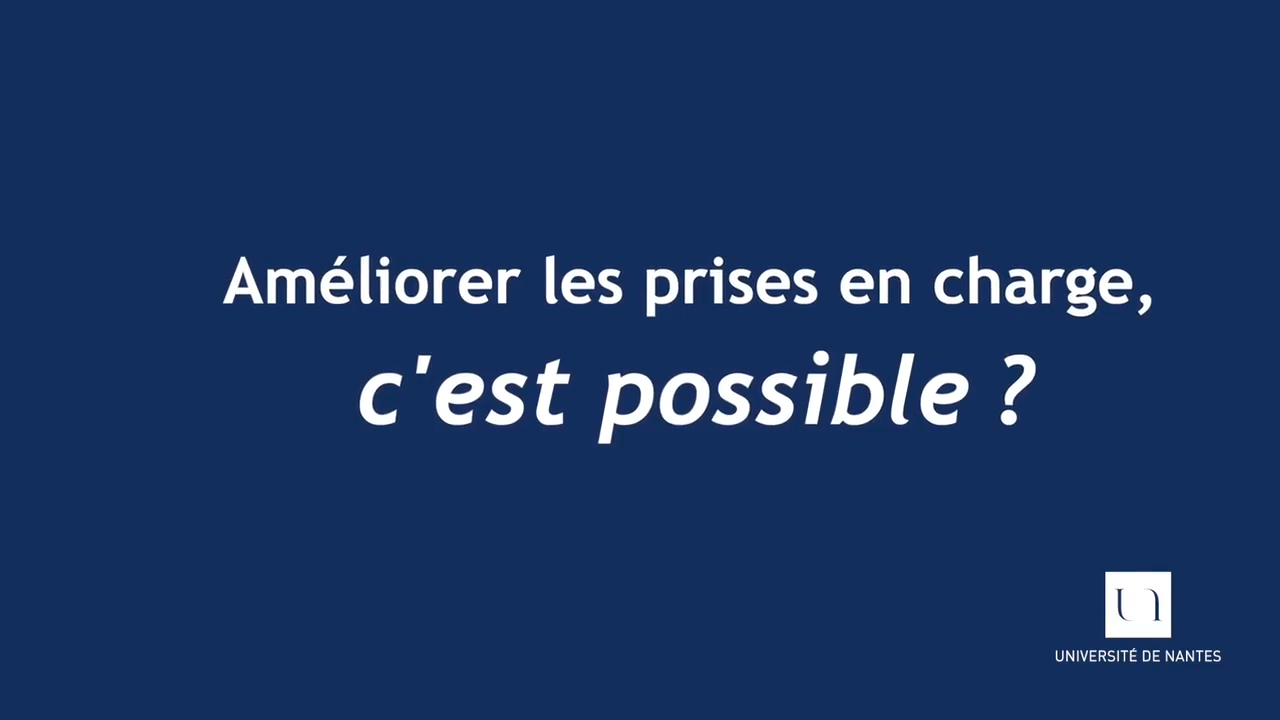 Améliorer les prises en charge,
c'est possible ?
UNIVERSITÉ DE NANTES